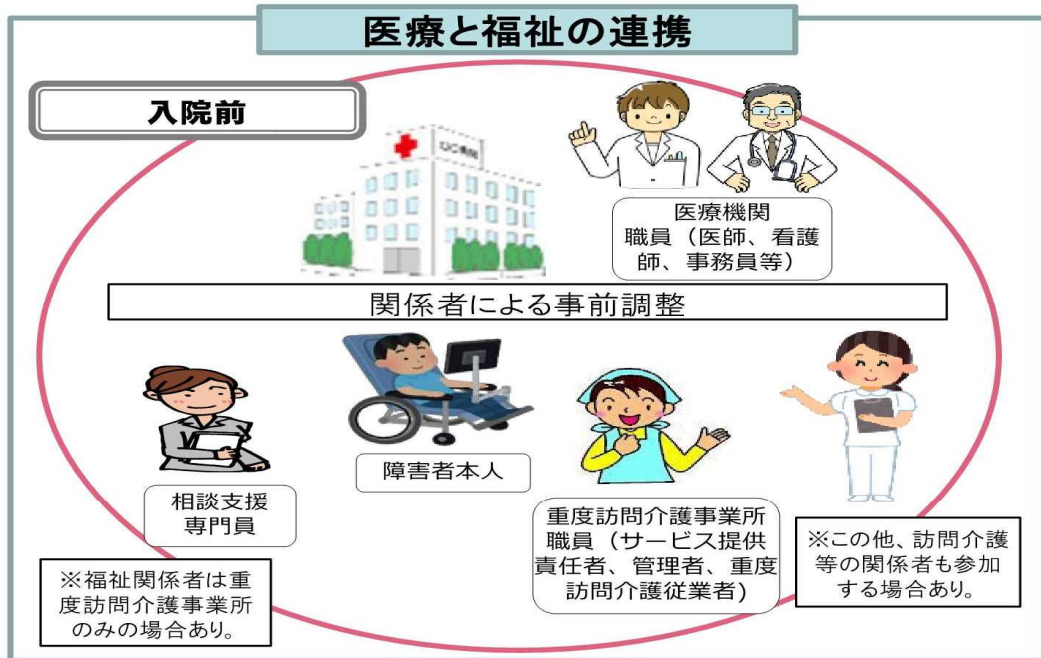 医療と福祉の連携
入院前
医療機関
職員（医師、看護
師、事務員等）
関係者による事前調整
相談支援
専門員
障害者本人
重度訪問介護事業所
職員（サービス提供
責任者、管理者、重度
訪問介護従業者)
※この他、訪問介護
等の関係者も参加
する場合あり。
※福祉関係者は重
度訪問介護事業所
のみの場合あり。